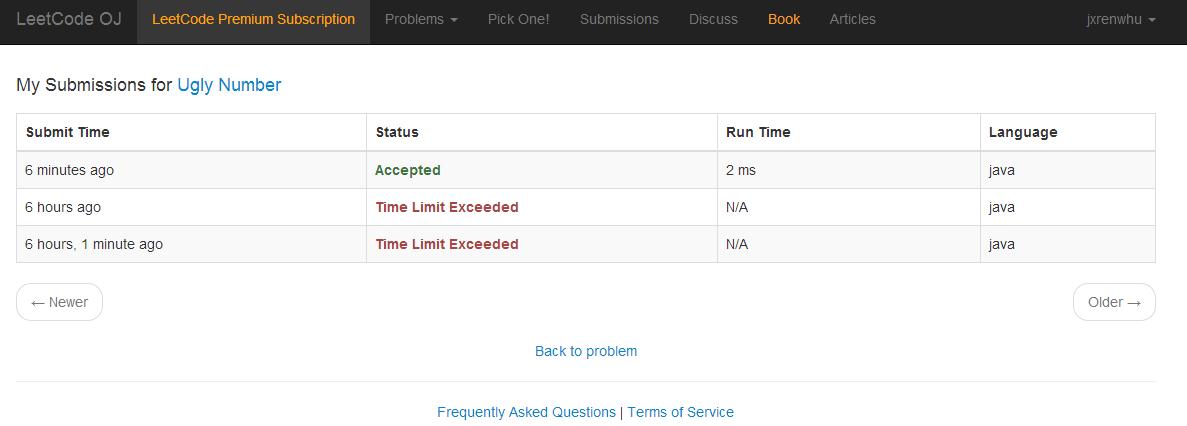 LeetCode OJ LeetCode Premium Subscription Problems Pick One! Submissions Discuss Book Articles jxrenwhu
My Submissions for Ugly Number
Submit Time Status Run Time Language
6 minutes ago Accepted 2 ms java
6 hours ago Time Limit Exceeded N/A java
6 hours, 1 minute ago Time Limit Exceeded N/A java
← Newer Older →
Back to problem
Frequently Asked Questions | Terms of Service